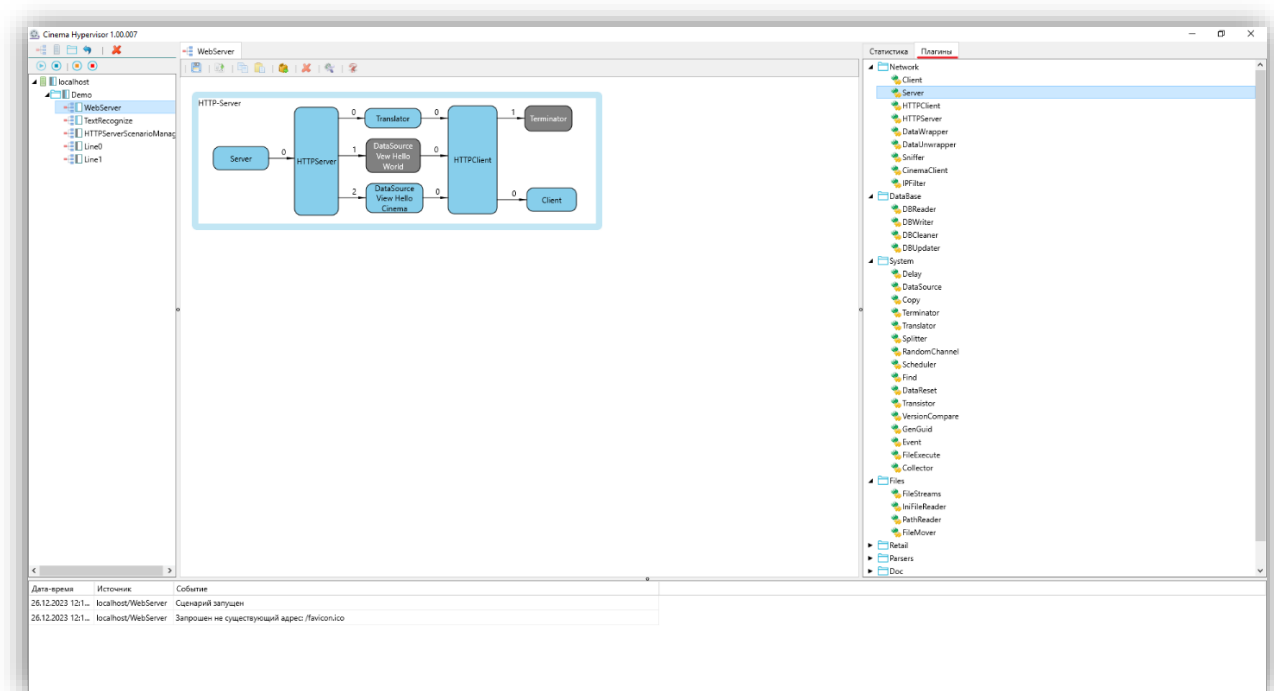 Cinema Hypervisor 1.00.007
localhost
Demo
WebServer
TextRecognize
HTTPServerScenarioManag
Line0
Line1
WebServer
HTTP-Server
Server
0
HTTPServer
0
Translator
0
1
DataSource
Vew Hello
World
0
2
DataSource
View Hello
Cinema
0
HTTPClient
1
Terminator
0
Client
Статистика Плагины
Network
Client
Server
HTTPClient
HTTPServer
DataWrapper
DataUnwrapper
Sniffer
CinemaClient
IPFilter
DataBase
DBReader
DBWriter
DBCleaner
DBUpdater
System
Delay
DataSource
Copy
Terminator
Translator
Splitter
RandomChannel
Scheduler
Find
DataReset
Transistor
VersionCompare
GenGuid
Event
FileExecute
Collector
Files
FileStreams
IniFileReader
PathReader
FileMover
Retail
Parsers
Doc
Дата-время Источник Событие
26.12.2023 12:1... localhost/WebServer Сценарий запущен
26.12.2023 12:1... localhost/WebServer Запрошен не существующий адрес: /favicon.ico